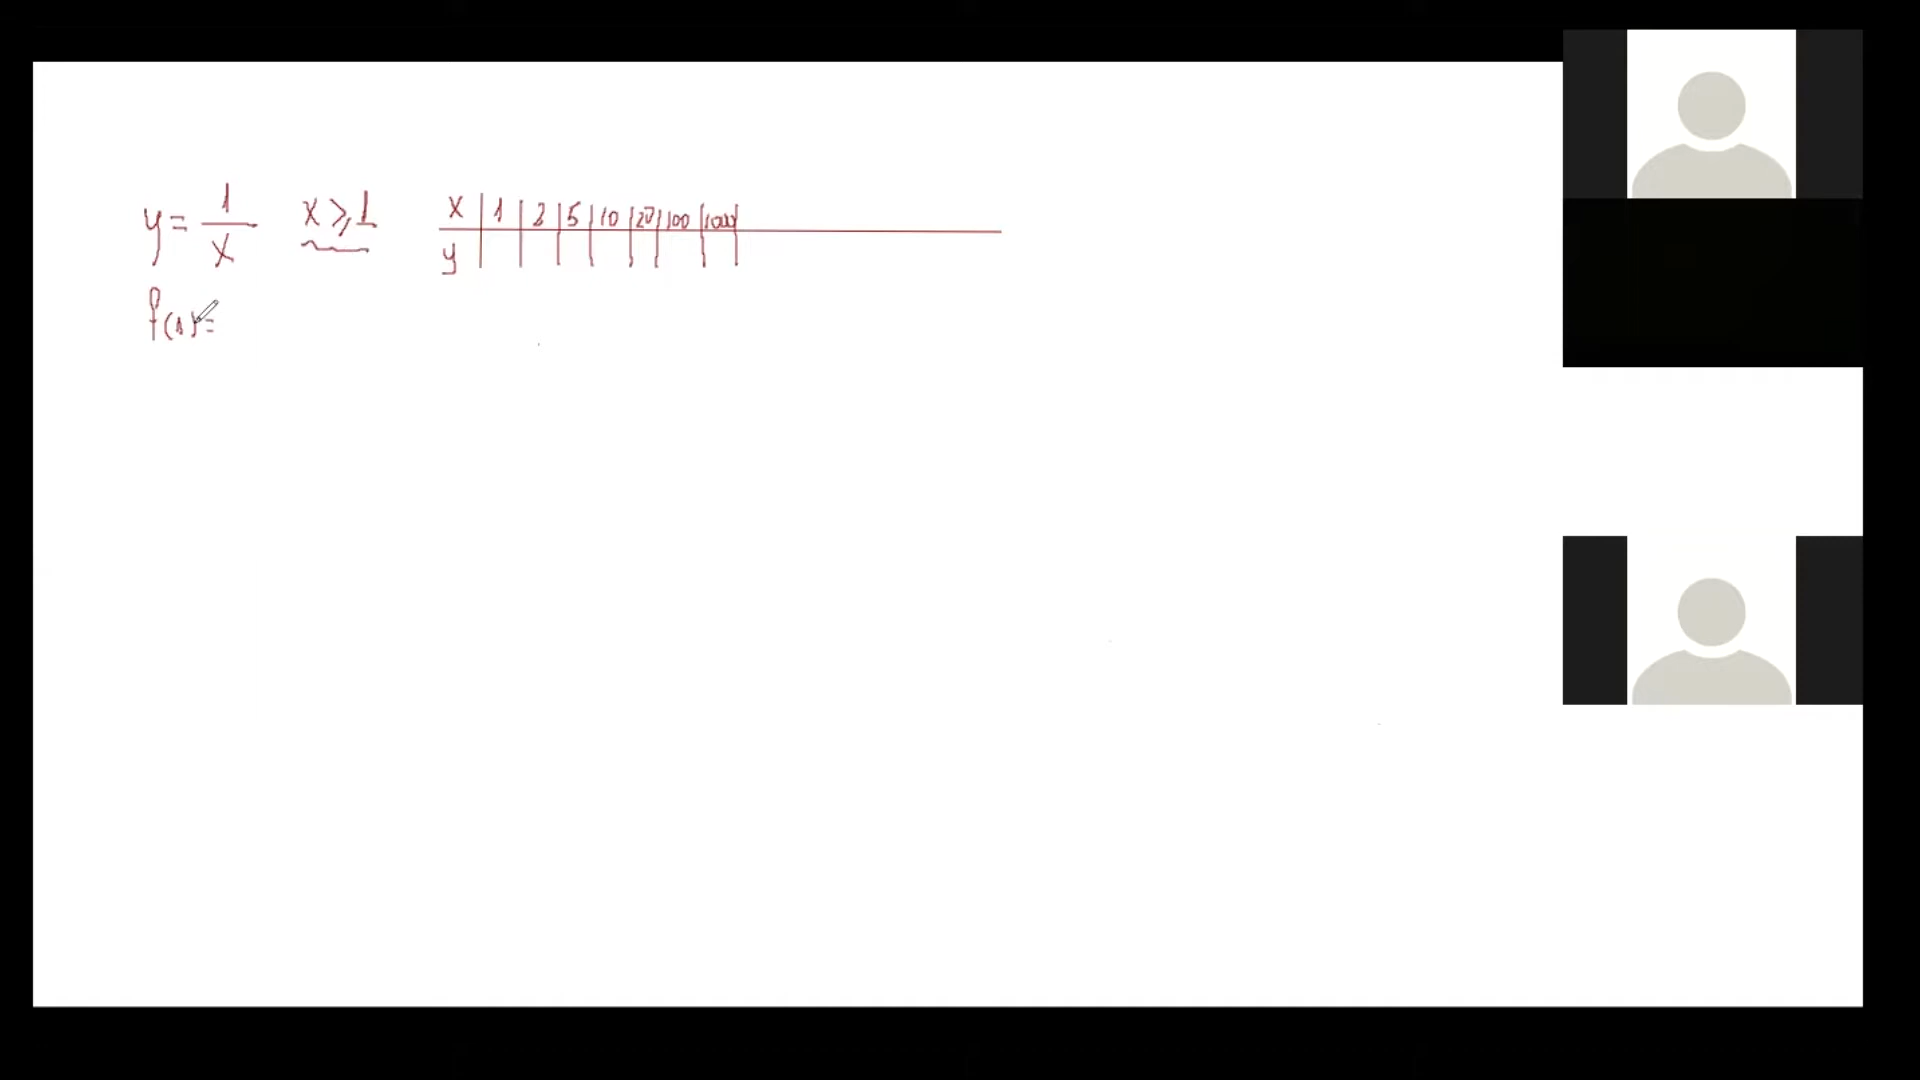 y = 1/x x ≥ 1 x | 1 | 2 | 5 | 10 | 20 | 100 | 1000
y
f(1) =